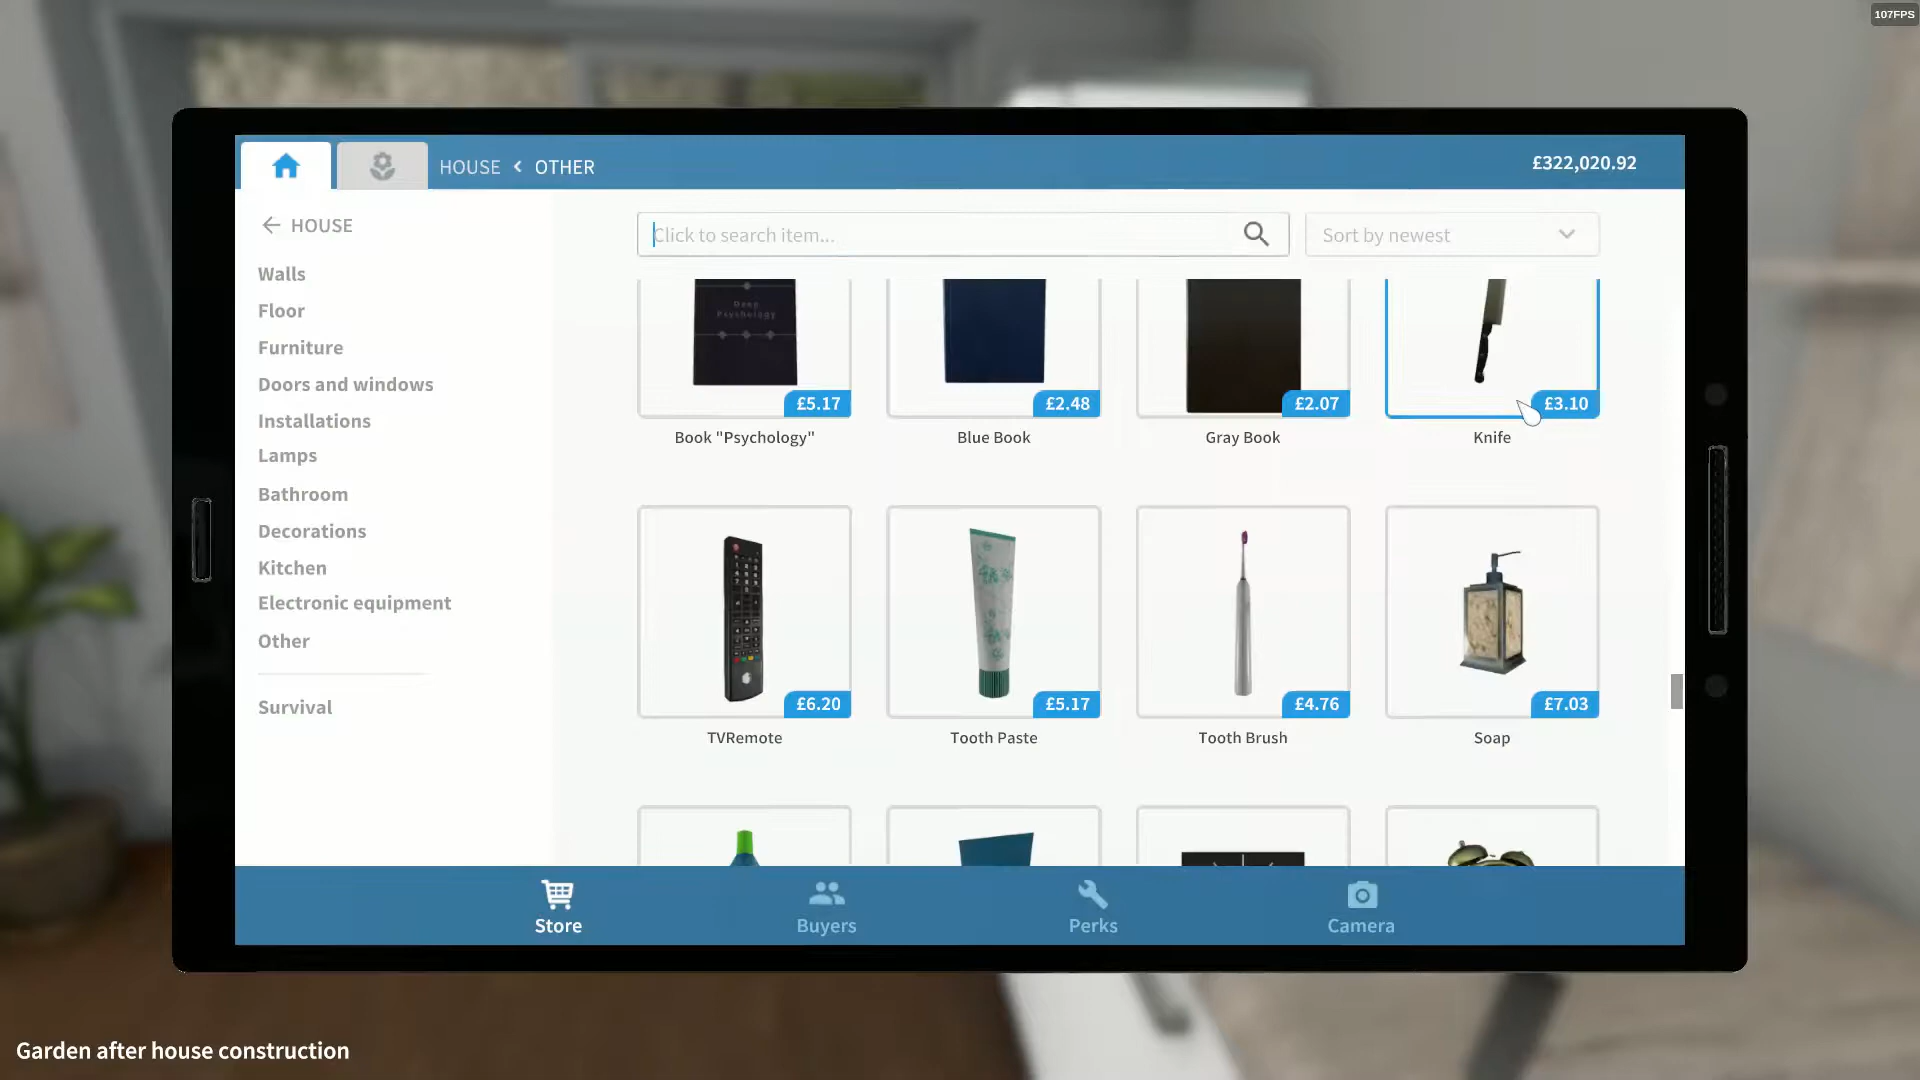 107FPS
HOUSE < OTHER
£322,020.92
← HOUSE
Walls
Floor
Furniture
Doors and windows
Installations
Lamps
Bathroom
Decorations
Kitchen
Electronic equipment
Other
Survival
Click to search item...
Sort by newest
Deep
Psychology
£5.17
£2.48
£2.07
£3.10
Book "Psychology"
Blue Book
Gray Book
Knife
£6.20
£5.17
£4.76
£7.03
TVRemote
Tooth Paste
Tooth Brush
Soap
Store
Buyers
Perks
Camera
Garden after house construction